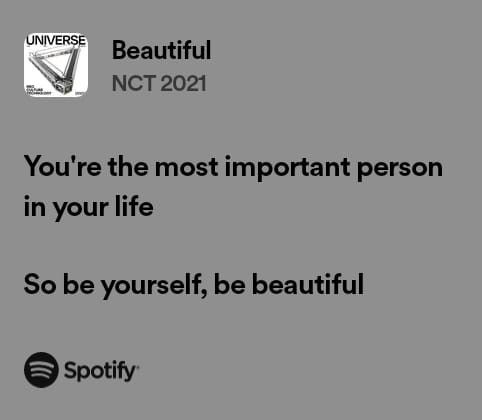 UNIVERSE
Beautiful
NCT 2021
You're the most important person
in your life
So be yourself, be beautiful
Spotify